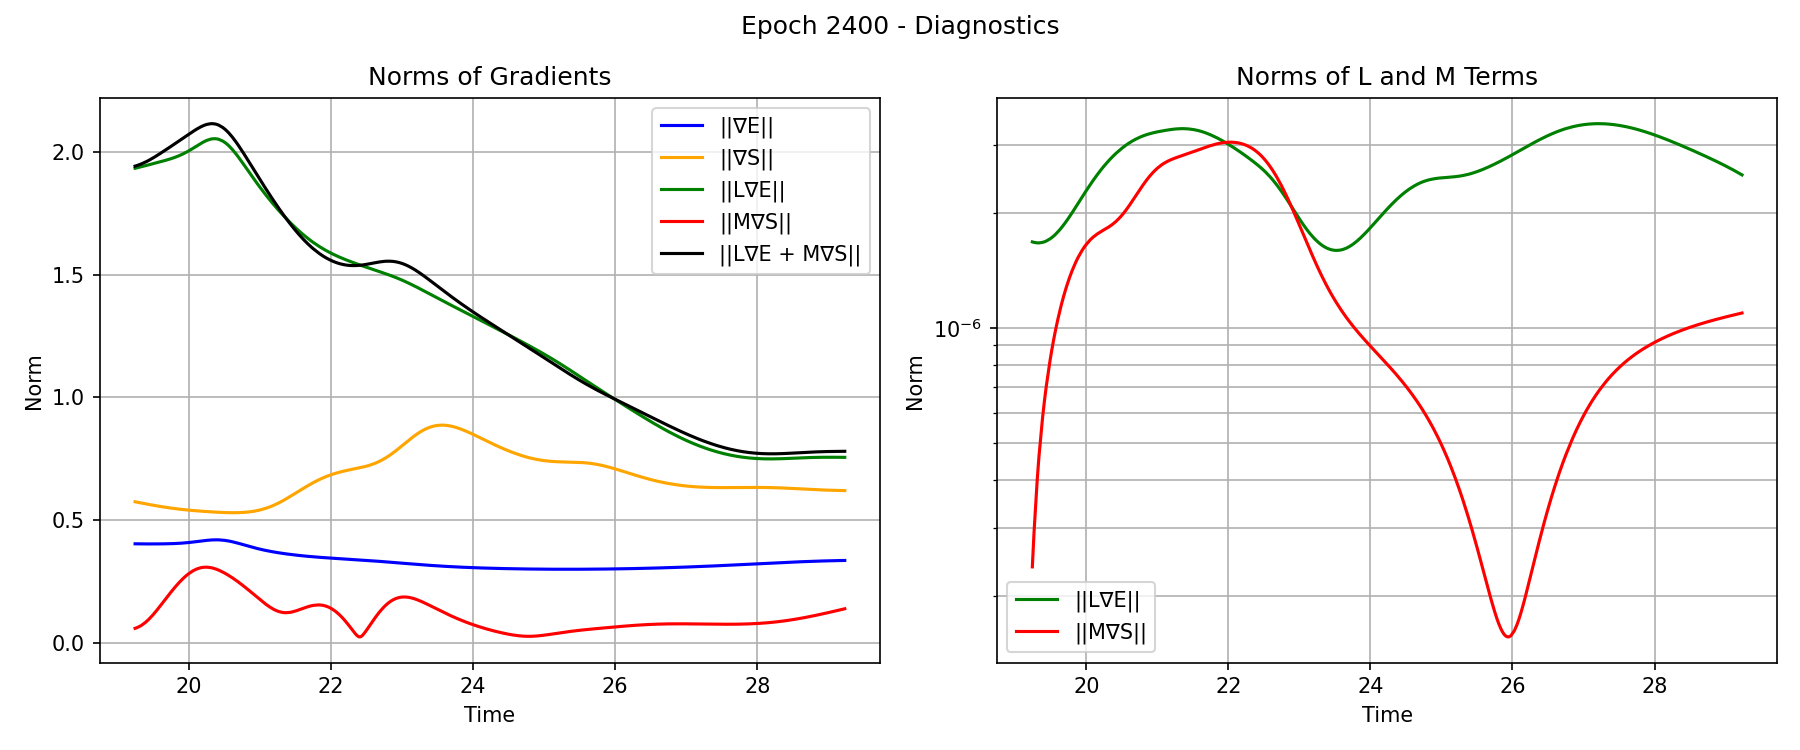 Epoch 2400 - Diagnostics
Norms of Gradients
Norm
2.0
1.5
1.0
0.5
0.0
20
22
24
26
28
Time
||∇E||
||∇S||
||L∇E||
||M∇S||
||L∇E + M∇S||
Norms of L and M Terms
Norm
10⁻⁶
20
22
24
26
28
Time
||L∇E||
||M∇S||